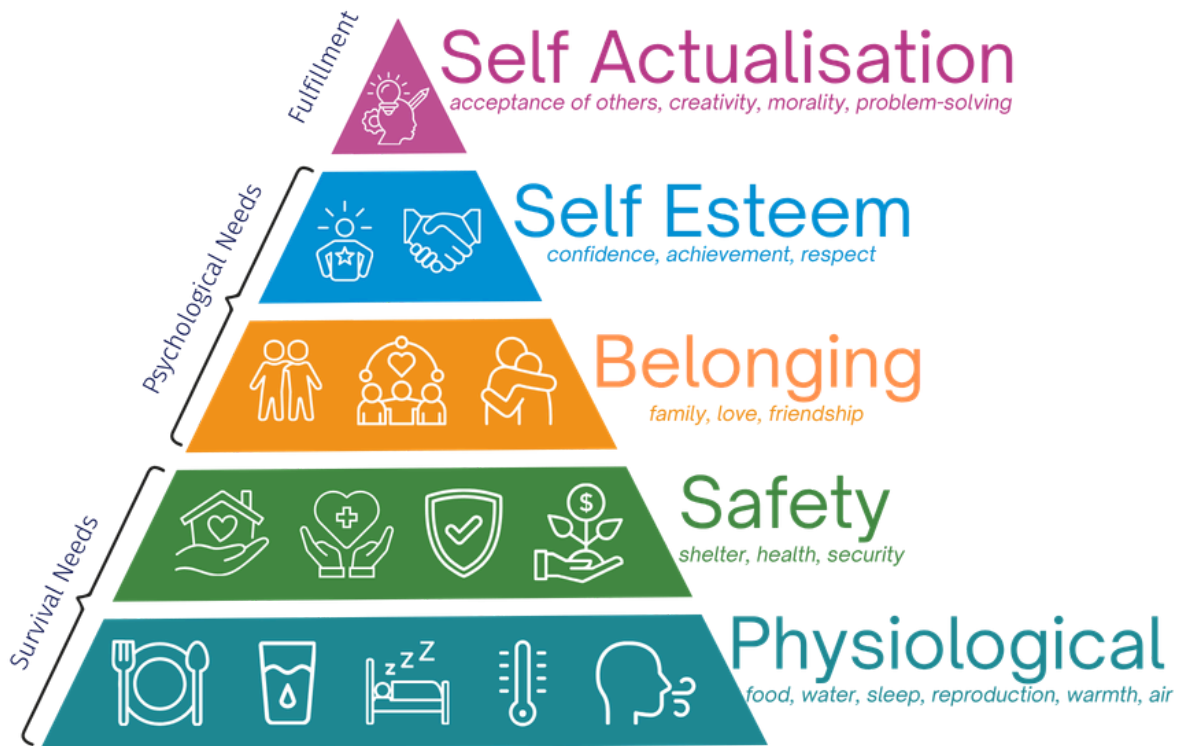 Fulfillment
Self Actualisation
acceptance of others, creativity, morality, problem-solving
Psychological Needs
Self Esteem
confidence, achievement, respect
Belonging
family, love, friendship
Survival Needs
Safety
shelter, health, security
$
Physiological
food, water, sleep, reproduction, warmth, air
z z Z